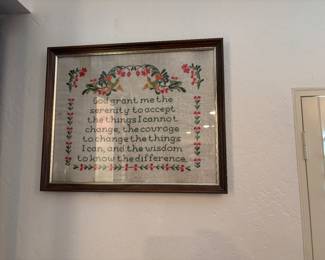 God grant me the
serenity to accept
the things I cannot
change, the courage
to change the things
I can, and the wisdom
to know the difference